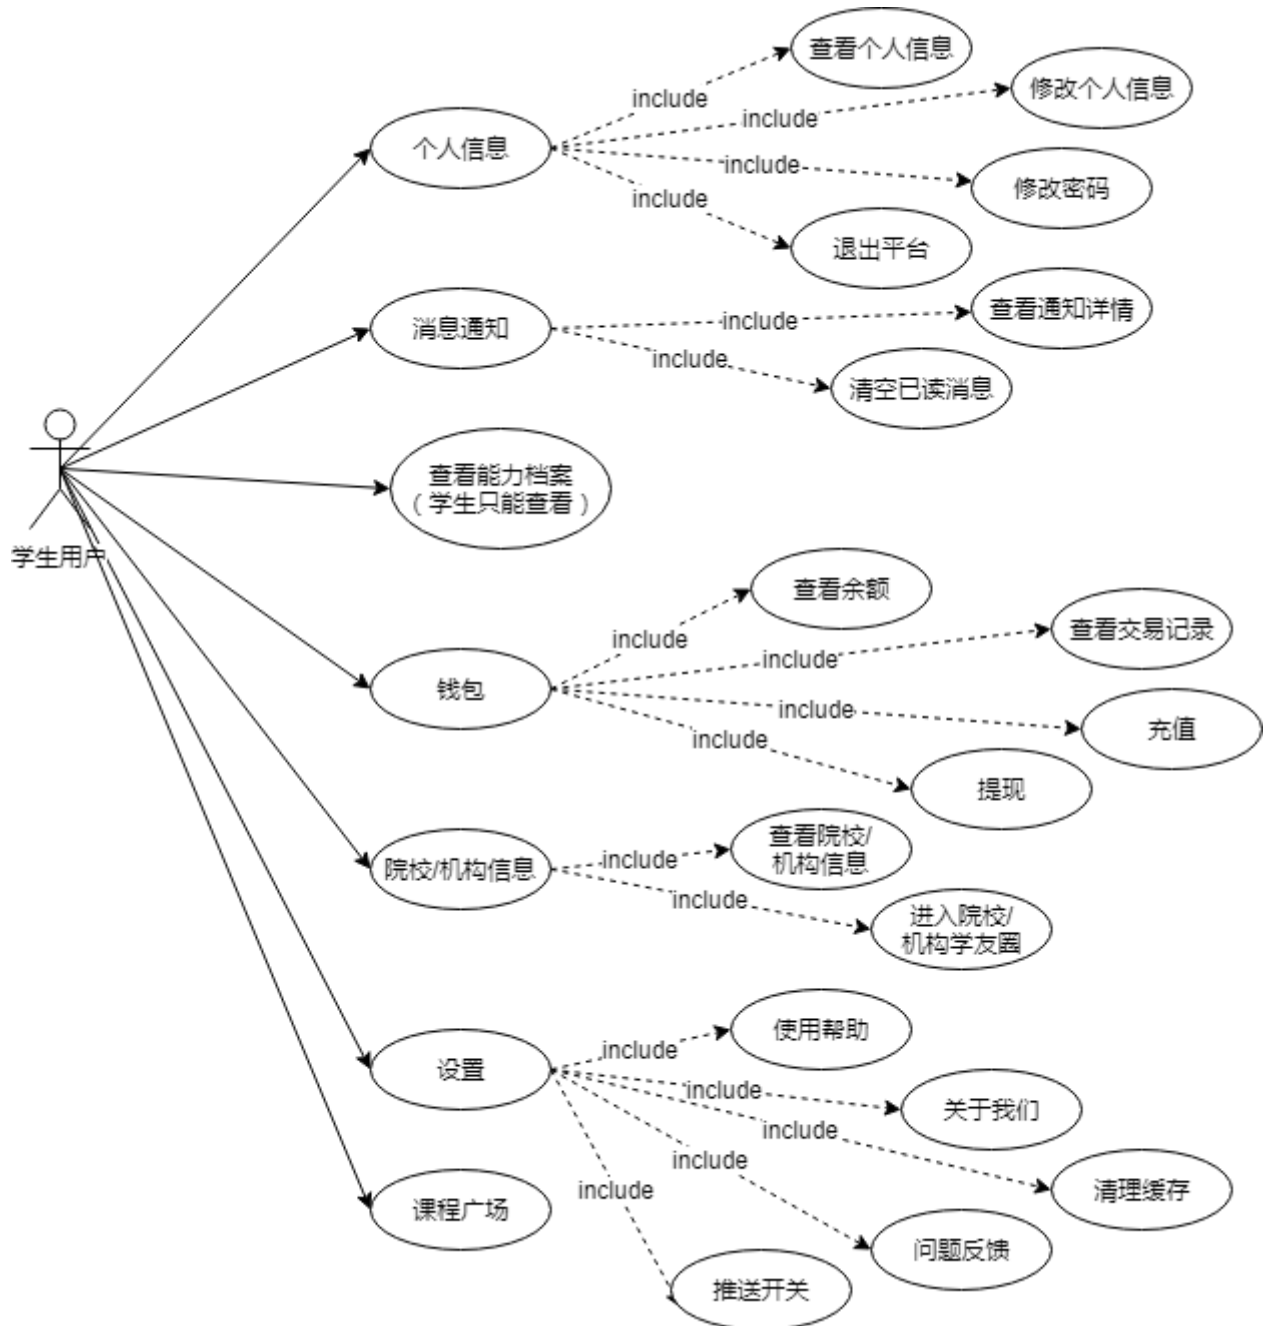 查看个人信息
修改个人信息
include
include
个人信息
include
修改密码
include
退出平台
消息通知
include
查看通知详情
include
清空已读消息
查看能力档案
（学生只能查看）
学生用户
查看余额
include
查看交易记录
include
钱包
include
充值
include
提现
院校/机构信息
include
查看院校/
机构信息
include
进入院校/
机构学友圈
使用帮助
include
设置
include
关于我们
include
include
清理缓存
include
课程广场
问题反馈
推送开关